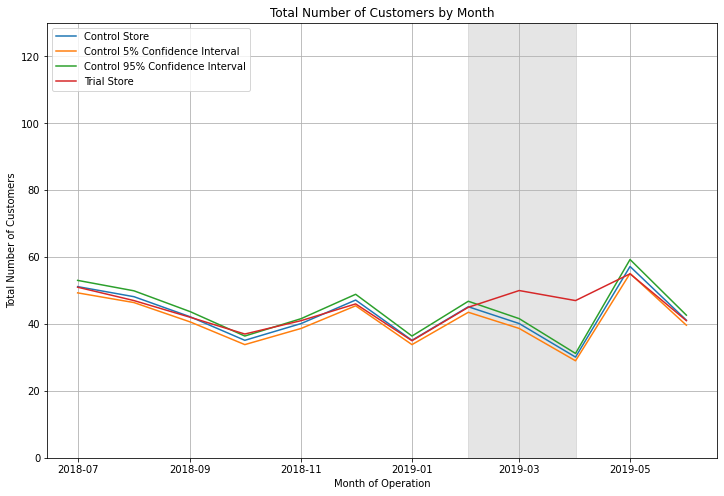 Total Number of Customers by Month
Control Store
Control 5% Confidence Interval
Control 95% Confidence Interval
Trial Store
120
100
80
60
40
20
0
Total Number of Customers
2018-07 2018-09 2018-11 2019-01 2019-03 2019-05
Month of Operation